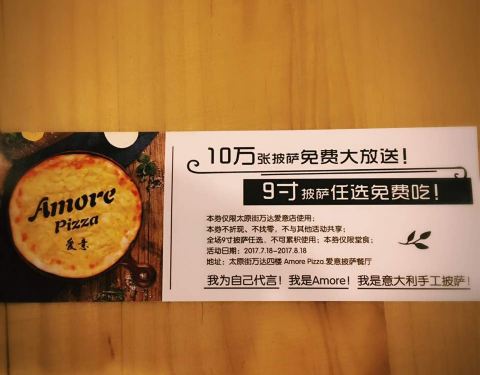 Amore
Pizza
爱意
10万张披萨免费大放送！
9寸披萨任选免费吃！
本券仅限太原街万达爱意店使用；
本券不折现、不找零，不与其他活动共享；
全场9寸披萨任选，不可累积使用；本券仅限堂食；
活动日期：2017.7.18-2017.8.18
地址：太原街万达四楼 Amore Pizza.爱意披萨餐厅
我为自己代言！ 我是Amore！ 我是意大利手工披萨！